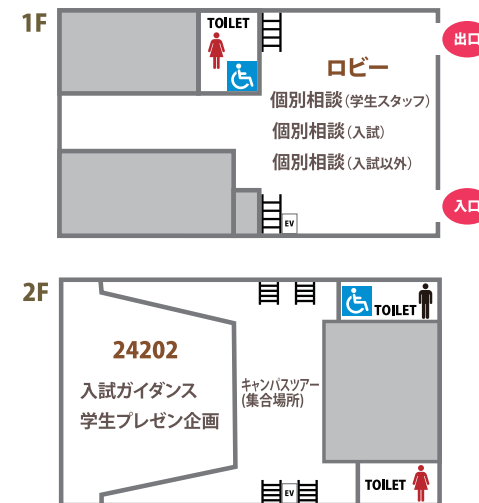 1F
TOILET
出口
ロビー
個別相談(学生スタッフ)
個別相談(入試)
個別相談(入試以外)
入口
EV
2F
TOILET
24202
入試ガイダンス
学生プレゼン企画
キャンパスツアー
(集合場所)
TOILET
EV